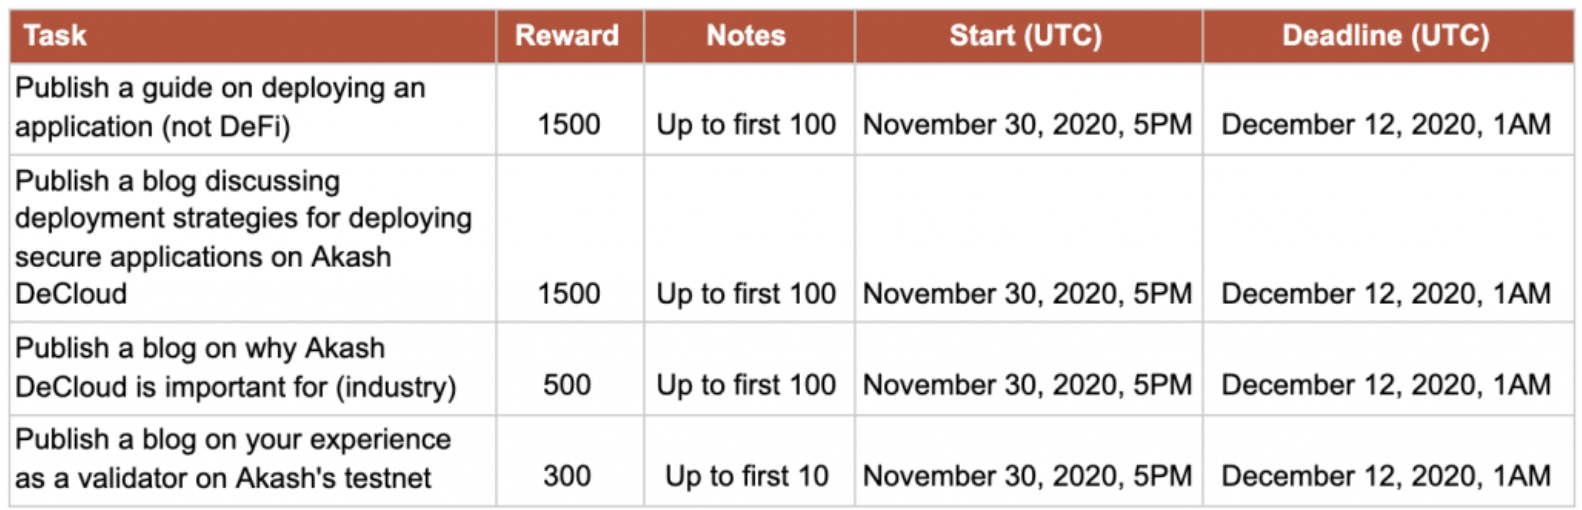 Task Reward Notes Start (UTC) Deadline (UTC)
Publish a guide on deploying an
application (not DeFi) 1500 Up to first 100 November 30, 2020, 5PM December 12, 2020, 1AM
Publish a blog discussing
deployment strategies for deploying
secure applications on Akash
DeCloud 1500 Up to first 100 November 30, 2020, 5PM December 12, 2020, 1AM
Publish a blog on why Akash
DeCloud is important for (industry) 500 Up to first 100 November 30, 2020, 5PM December 12, 2020, 1AM
Publish a blog on your experience
as a validator on Akash's testnet 300 Up to first 10 November 30, 2020, 5PM December 12, 2020, 1AM